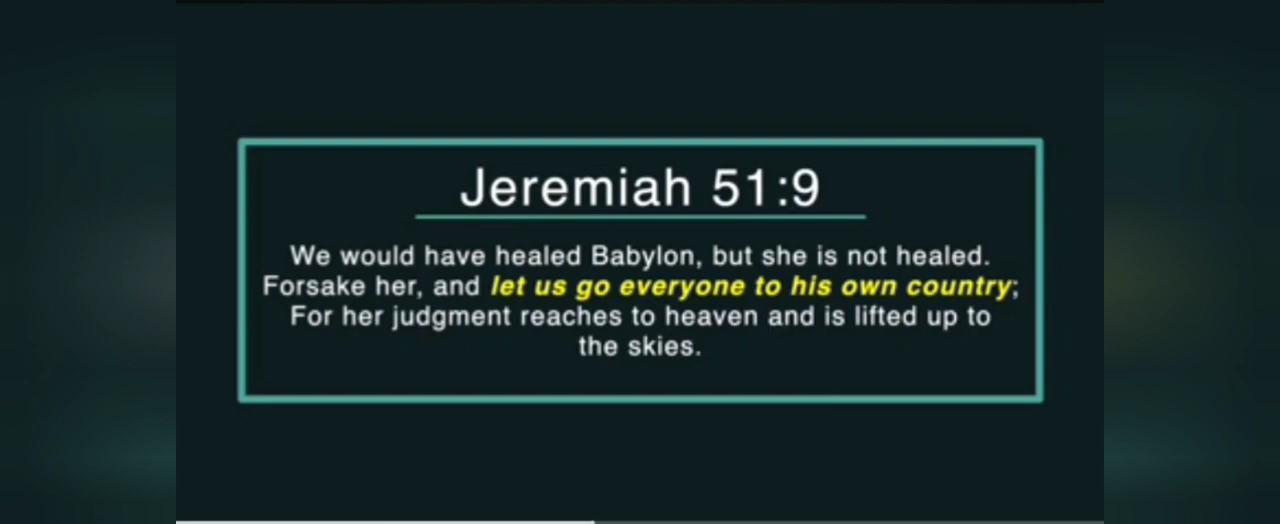 Jeremiah 51:9
We would have healed Babylon, but she is not healed.
Forsake her, and let us go everyone to his own country;
For her judgment reaches to heaven and is lifted up to
the skies.